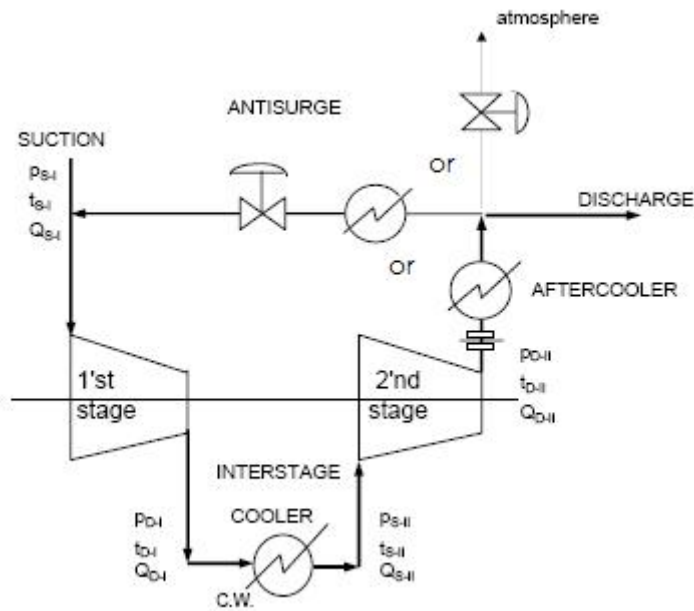 atmosphere
ANTISURGE
SUCTION
p_S-I
t_S-I
Q_S-I
or
DISCHARGE
or
AFTERCOOLER
p_D-II
t_D-II
Q_D-II
1'st
stage
2'nd
stage
INTERSTAGE
COOLER
p_D-I
t_D-I
Q_D-I
p_S-II
t_S-II
Q_S-II
C.W.